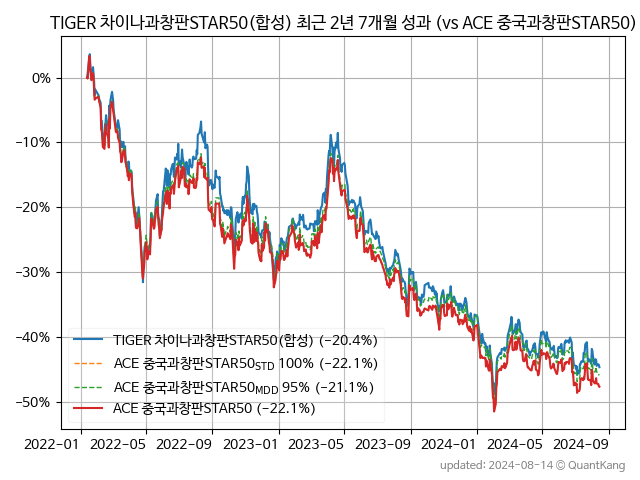 TIGER 차이나과창판STAR50(합성) 최근 2년 7개월 성과 (vs ACE 중국과창판STAR50)
0%
−10%
−20%
−30%
−40%
−50%
TIGER 차이나과창판STAR50(합성) (−20.4%)
ACE 중국과창판STAR50STD 100% (−22.1%)
ACE 중국과창판STAR50MDD 95% (−21.1%)
ACE 중국과창판STAR50 (−22.1%)
2022−01 2022−05 2022−09 2023−01 2023−05 2023−09 2024−01 2024−05 2024−09
updated: 2024-08-14 © QuantKang